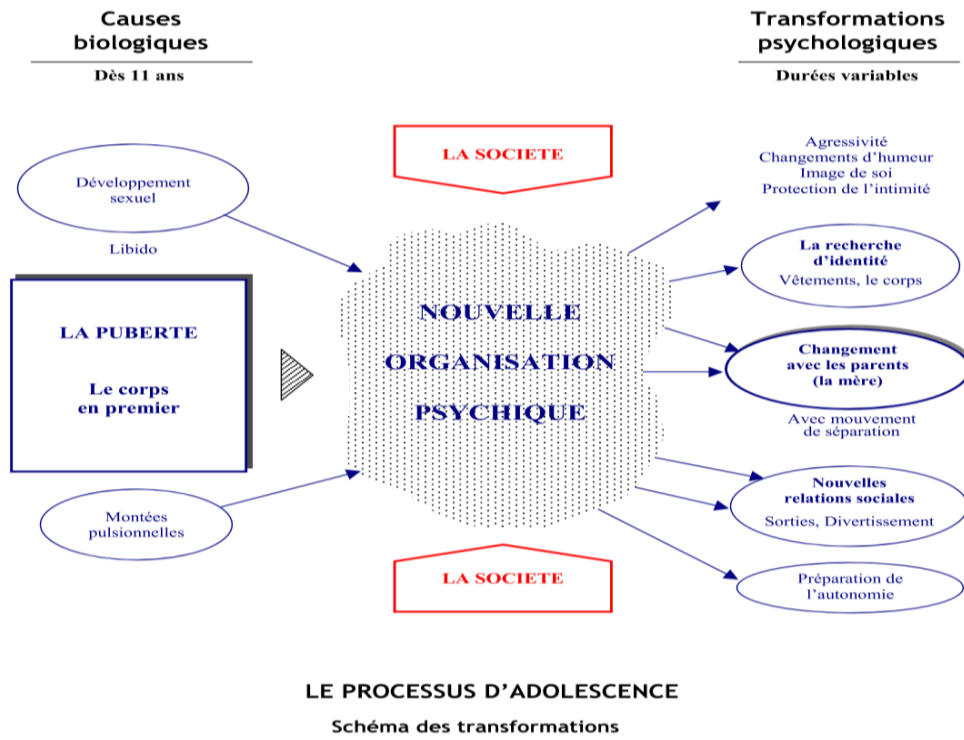 Causes
biologiques
Dès 11 ans
Développement
sexuel
Libido
LA PUBERTE
Le corps
en premier
Montées
pulsionnelles
LA SOCIETE
NOUVELLE
ORGANISATION
PSYCHIQUE
LA SOCIETE
Transformations
psychologiques
Durées variables
Agressivité
Changements d'humeur
Image de soi
Protection de l'intimité
La recherche
d'identité
Vêtements, le corps
Changement
avec les parents
(la mère)
Avec mouvement
de séparation
Nouvelles
relations sociales
Sorties, Divertissement
Préparation de
l'autonomie
LE PROCESSUS D'ADOLESCENCE
Schéma des transformations